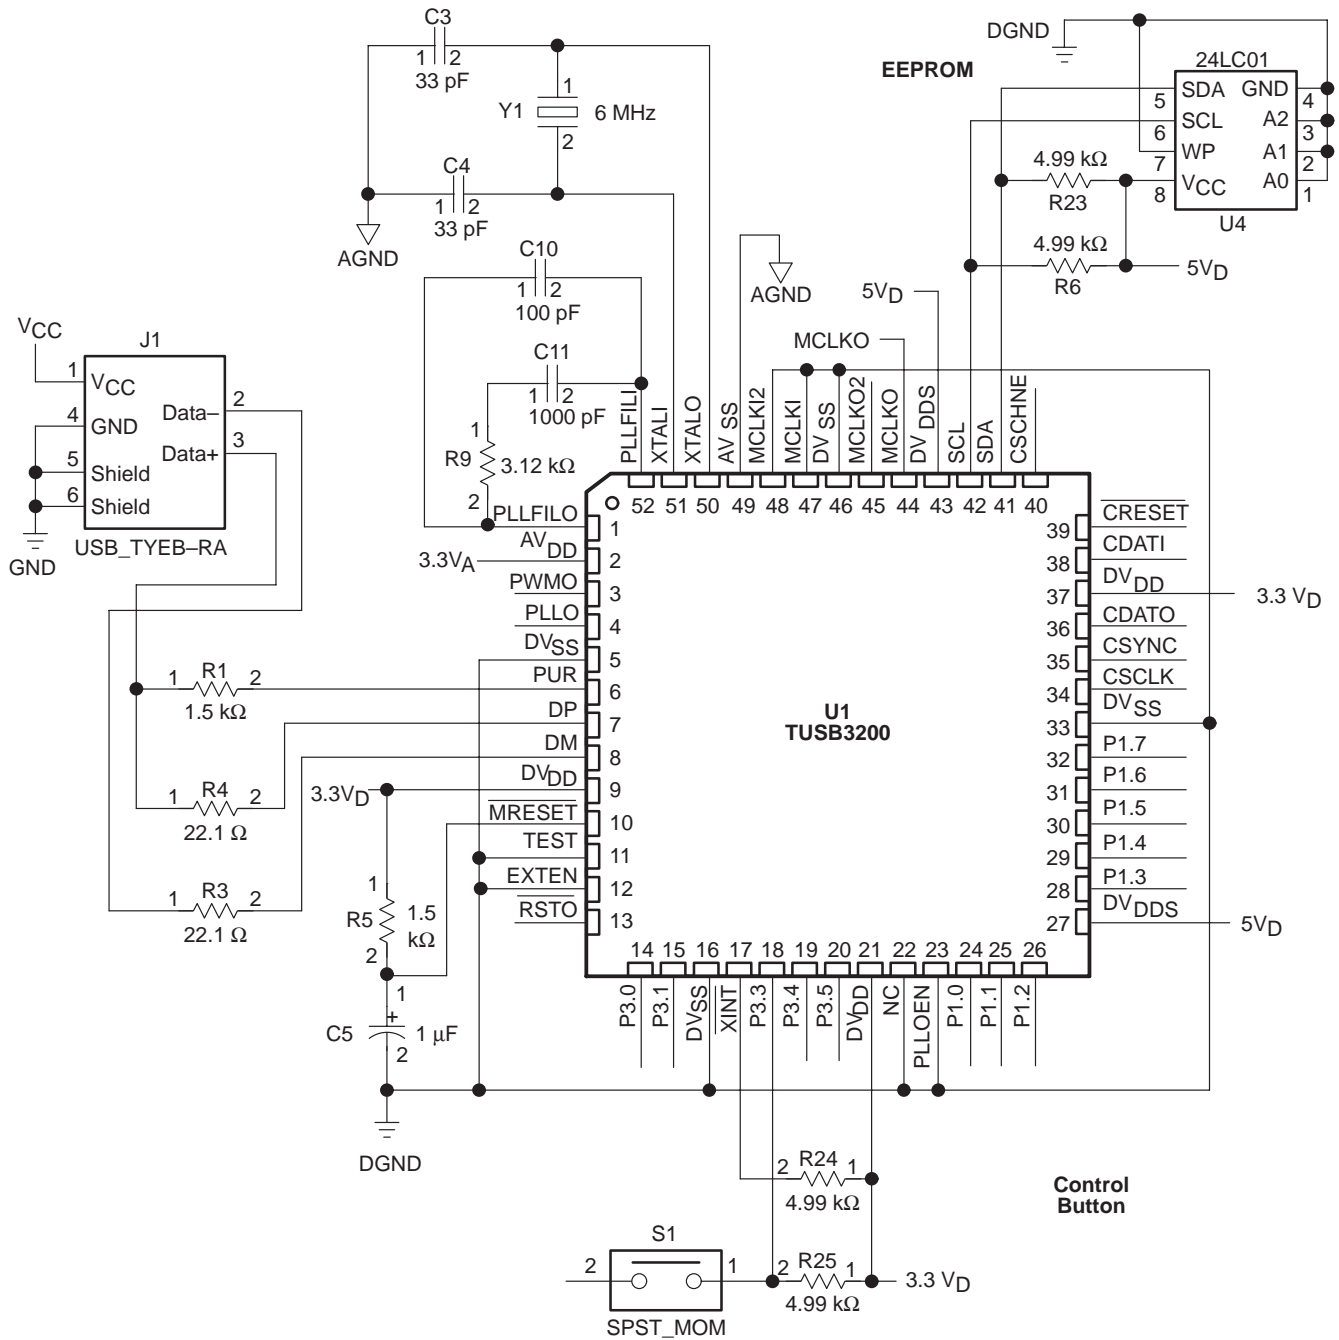 C3
1 2
33 pF
1
Y1
6 MHz
2
C4
1 2
33 pF
AGND
C10
1 2
100 pF
C11
1 2
1000 pF
1
R9
3.12 kΩ
2
DGND
EEPROM
24LC01
SDA
GND
5
4
SCL
A2
6
3
WP
A1
7
2
VCC
A0
8
1
U4
4.99 kΩ
R23
4.99 kΩ
R6
5VD
AGND
5VD
MCLKO
VCC
J1
1
VCC
2
Data–
4
GND
3
Data+
5
Shield
6
Shield
USB_TYEB–RA
GND
PLLFILI
XTALI
XTALO
AVSS
MCLKI2
MCLKI
DVSS
MCLKO2
MCLKO
DVDDS
SCL
SDA
CSCHNE
52 51 50 49 48 47 46 45 44 43 42 41 40
PLLFILO
1
3.3VA
AVDD
2
PWMO
3
PLLO
4
DVSS
5
PUR
6
DP
7
DM
8
3.3VD
DVDD
9
MRESET
10
TEST
11
EXTEN
12
RSTO
13
1 R1 2
1.5 kΩ
1 R4 2
22.1 Ω
1 R3 2
22.1 Ω
1
R5
1.5
kΩ
2
1
+
C5
1 μF
2
DGND
U1
TUSB3200
39
CRESET
38
CDATI
37
DVDD
3.3 VD
36
CDATO
35
CSYNC
34
CSCLK
33
DVSS
32
P1.7
31
P1.6
30
P1.5
29
P1.4
28
P1.3
27
DVDDS
5VD
14 15 16 17 18 19 20 21 22 23 24 25 26
P3.0
P3.1
DVSS
XINT
P3.3
P3.4
P3.5
DVDD
NC
PLLOEN
P1.0
P1.1
P1.2
2 R24 1
4.99 kΩ
Control
Button
S1
2
1
SPST_MOM
2 R25 1
4.99 kΩ
3.3 VD